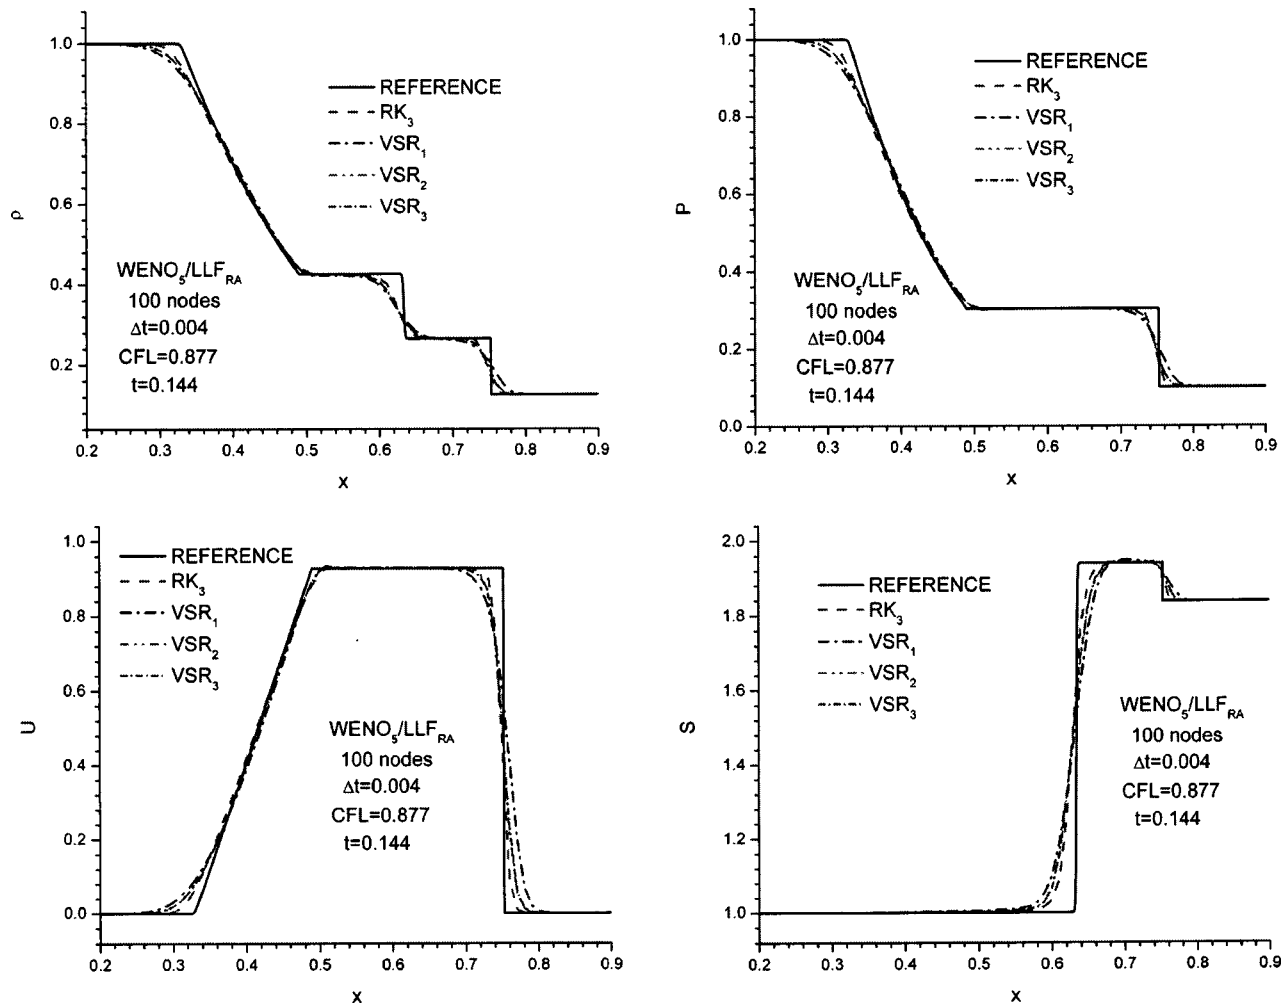 1.0
0.8
0.6
0.4
0.2
ρ
REFERENCE
RK₃
VSR₁
VSR₂
VSR₃
WENO₅/LLF_RA
100 nodes
Δt=0.004
CFL=0.877
t=0.144
0.2 0.3 0.4 0.5 0.6 0.7 0.8 0.9
x
1.0
0.8
0.6
0.4
0.2
0.0
P
REFERENCE
RK₃
VSR₁
VSR₂
VSR₃
WENO₅/LLF_RA
100 nodes
Δt=0.004
CFL=0.877
t=0.144
0.2 0.3 0.4 0.5 0.6 0.7 0.8 0.9
x
1.0
0.8
0.6
0.4
0.2
0.0
U
REFERENCE
RK₃
VSR₁
VSR₂
VSR₃
WENO₅/LLF_RA
100 nodes
Δt=0.004
CFL=0.877
t=0.144
0.2 0.3 0.4 0.5 0.6 0.7 0.8 0.9
x
2.0
1.8
1.6
1.4
1.2
1.0
S
REFERENCE
RK₃
VSR₁
VSR₂
VSR₃
WENO₅/LLF_RA
100 nodes
Δt=0.004
CFL=0.877
t=0.144
0.2 0.3 0.4 0.5 0.6 0.7 0.8 0.9
x